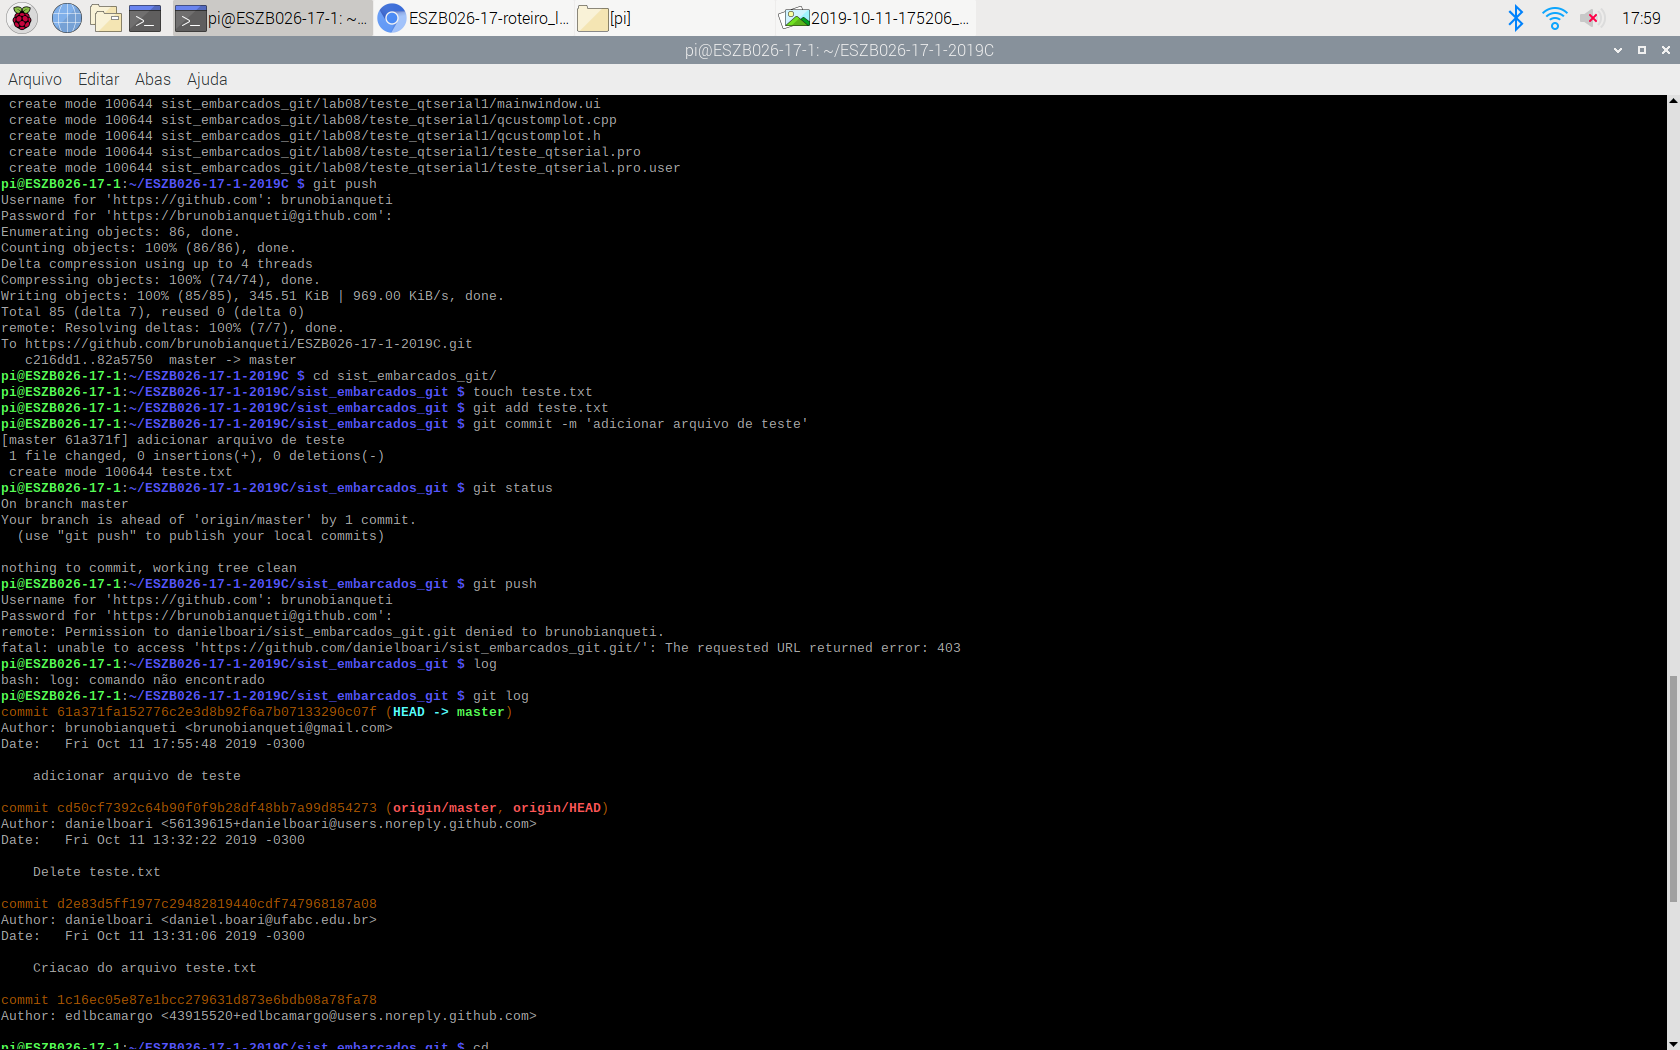 pi@ESZB026-17-1: ~...
ESZB026-17-roteiro_l...
[pi]
2019-10-11-175206_...
17:59
pi@ESZB026-17-1: ~/ESZB026-17-1-2019C
Arquivo Editar Abas Ajuda
create mode 100644 sist_embarcados_git/lab08/teste_qtserial1/mainwindow.ui
create mode 100644 sist_embarcados_git/lab08/teste_qtserial1/qcustomplot.cpp
create mode 100644 sist_embarcados_git/lab08/teste_qtserial1/qcustomplot.h
create mode 100644 sist_embarcados_git/lab08/teste_qtserial1/teste_qtserial.pro
create mode 100644 sist_embarcados_git/lab08/teste_qtserial1/teste_qtserial.pro.user
pi@ESZB026-17-1:~/ESZB026-17-1-2019C $ git push
Username for 'https://github.com': brunobianqueti
Password for 'https://brunobianqueti@github.com':
Enumerating objects: 86, done.
Counting objects: 100% (86/86), done.
Delta compression using up to 4 threads
Compressing objects: 100% (74/74), done.
Writing objects: 100% (85/85), 345.51 KiB | 969.00 KiB/s, done.
Total 85 (delta 7), reused 0 (delta 0)
remote: Resolving deltas: 100% (7/7), done.
To https://github.com/brunobianqueti/ESZB026-17-1-2019C.git
c216dd1..82a5750  master -> master
pi@ESZB026-17-1:~/ESZB026-17-1-2019C $ cd sist_embarcados_git/
pi@ESZB026-17-1:~/ESZB026-17-1-2019C/sist_embarcados_git $ touch teste.txt
pi@ESZB026-17-1:~/ESZB026-17-1-2019C/sist_embarcados_git $ git add teste.txt
pi@ESZB026-17-1:~/ESZB026-17-1-2019C/sist_embarcados_git $ git commit -m 'adicionar arquivo de teste'
[master 61a371f] adicionar arquivo de teste
1 file changed, 0 insertions(+), 0 deletions(-)
create mode 100644 teste.txt
pi@ESZB026-17-1:~/ESZB026-17-1-2019C/sist_embarcados_git $ git status
On branch master
Your branch is ahead of 'origin/master' by 1 commit.
(use "git push" to publish your local commits)
nothing to commit, working tree clean
pi@ESZB026-17-1:~/ESZB026-17-1-2019C/sist_embarcados_git $ git push
Username for 'https://github.com': brunobianqueti
Password for 'https://brunobianqueti@github.com':
remote: Permission to danielboari/sist_embarcados_git.git denied to brunobianqueti.
fatal: unable to access 'https://github.com/danielboari/sist_embarcados_git.git/': The requested URL returned error: 403
pi@ESZB026-17-1:~/ESZB026-17-1-2019C/sist_embarcados_git $ log
bash: log: comando não encontrado
pi@ESZB026-17-1:~/ESZB026-17-1-2019C/sist_embarcados_git $ git log
commit 61a371fa152776c2e3d8b92f6a7b07133290c07f (HEAD -> master)
Author: brunobianqueti <brunobianqueti@gmail.com>
Date:   Fri Oct 11 17:55:48 2019 -0300
adicionar arquivo de teste
commit cd50cf7392c64b90f0f9b28df48bb7a99d854273 (origin/master, origin/HEAD)
Author: danielboari <56139615+danielboari@users.noreply.github.com>
Date:   Fri Oct 11 13:32:22 2019 -0300
Delete teste.txt
commit d2e83d5ff1977c29482819440cdf747968187a08
Author: danielboari <daniel.boari@ufabc.edu.br>
Date:   Fri Oct 11 13:31:06 2019 -0300
Criacao do arquivo teste.txt
commit 1c16ec05e87e1bcc279631d873e6bdb08a78fa78
Author: edlbcamargo <43915520+edlbcamargo@users.noreply.github.com>
pi@ESZB026-17-1:~/ESZB026-17-1-2019C/sist_embarcados_git $ cd